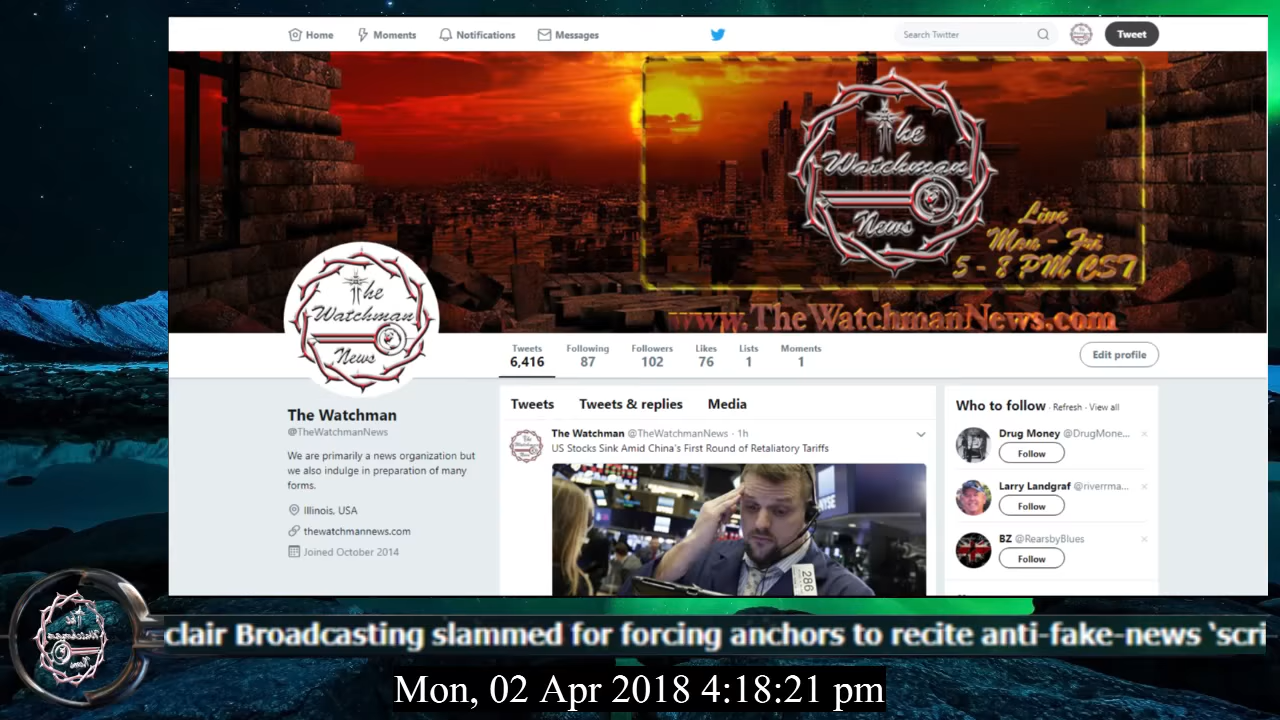 Home Moments Notifications Messages Search Twitter Tweet
The
Watchman
News
Live
Mon - Fri
5 - 8 PM CST
www.TheWatchmanNews.com
The
Watchman
News
Tweets Following Followers Likes Lists Moments
6,416 87 102 76 1 1
Edit profile
The Watchman
@TheWatchmanNews
We are primarily a news organization but
we also indulge in preparation of many
forms.
Illinois, USA
thewatchmannews.com
Joined October 2014
Tweets Tweets & replies Media
The Watchman @TheWatchmanNews · 1h
US Stocks Sink Amid China's First Round of Retaliatory Tariffs
286
Who to follow · Refresh · View all
Drug Money @DrugMone...
Follow
Larry Landgraf @riverrma...
Follow
BZ @RearsbyBlues
Follow
clair Broadcasting slammed for forcing anchors to recite anti-fake-news 'scri
Mon, 02 Apr 2018 4:18:21 pm